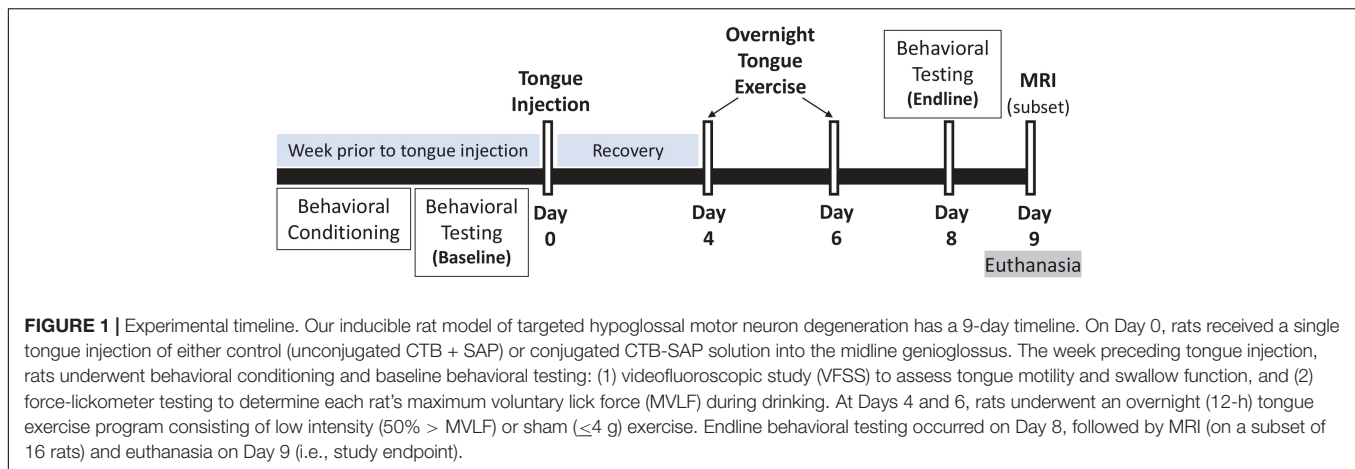 Overnight
Tongue
Exercise
Behavioral
Testing
(Endline)
Tongue
Injection
MRI
(subset)
Week prior to tongue injection
Recovery
Behavioral
Conditioning
Behavioral
Testing
(Baseline)
Day
0
Day
4
Day
6
Day
8
Day
9
Euthanasia
FIGURE 1 | Experimental timeline. Our inducible rat model of targeted hypoglossal motor neuron degeneration has a 9-day timeline. On Day 0, rats received a single
tongue injection of either control (unconjugated CTB + SAP) or conjugated CTB-SAP solution into the midline genioglossus. The week preceding tongue injection,
rats underwent behavioral conditioning and baseline behavioral testing: (1) videofluoroscopic study (VFSS) to assess tongue motility and swallow function, and (2)
force-lickometer testing to determine each rat's maximum voluntary lick force (MVLF) during drinking. At Days 4 and 6, rats underwent an overnight (12-h) tongue
exercise program consisting of low intensity (50% > MVLF) or sham (≤4 g) exercise. Endline behavioral testing occurred on Day 8, followed by MRI (on a subset of
16 rats) and euthanasia on Day 9 (i.e., study endpoint).